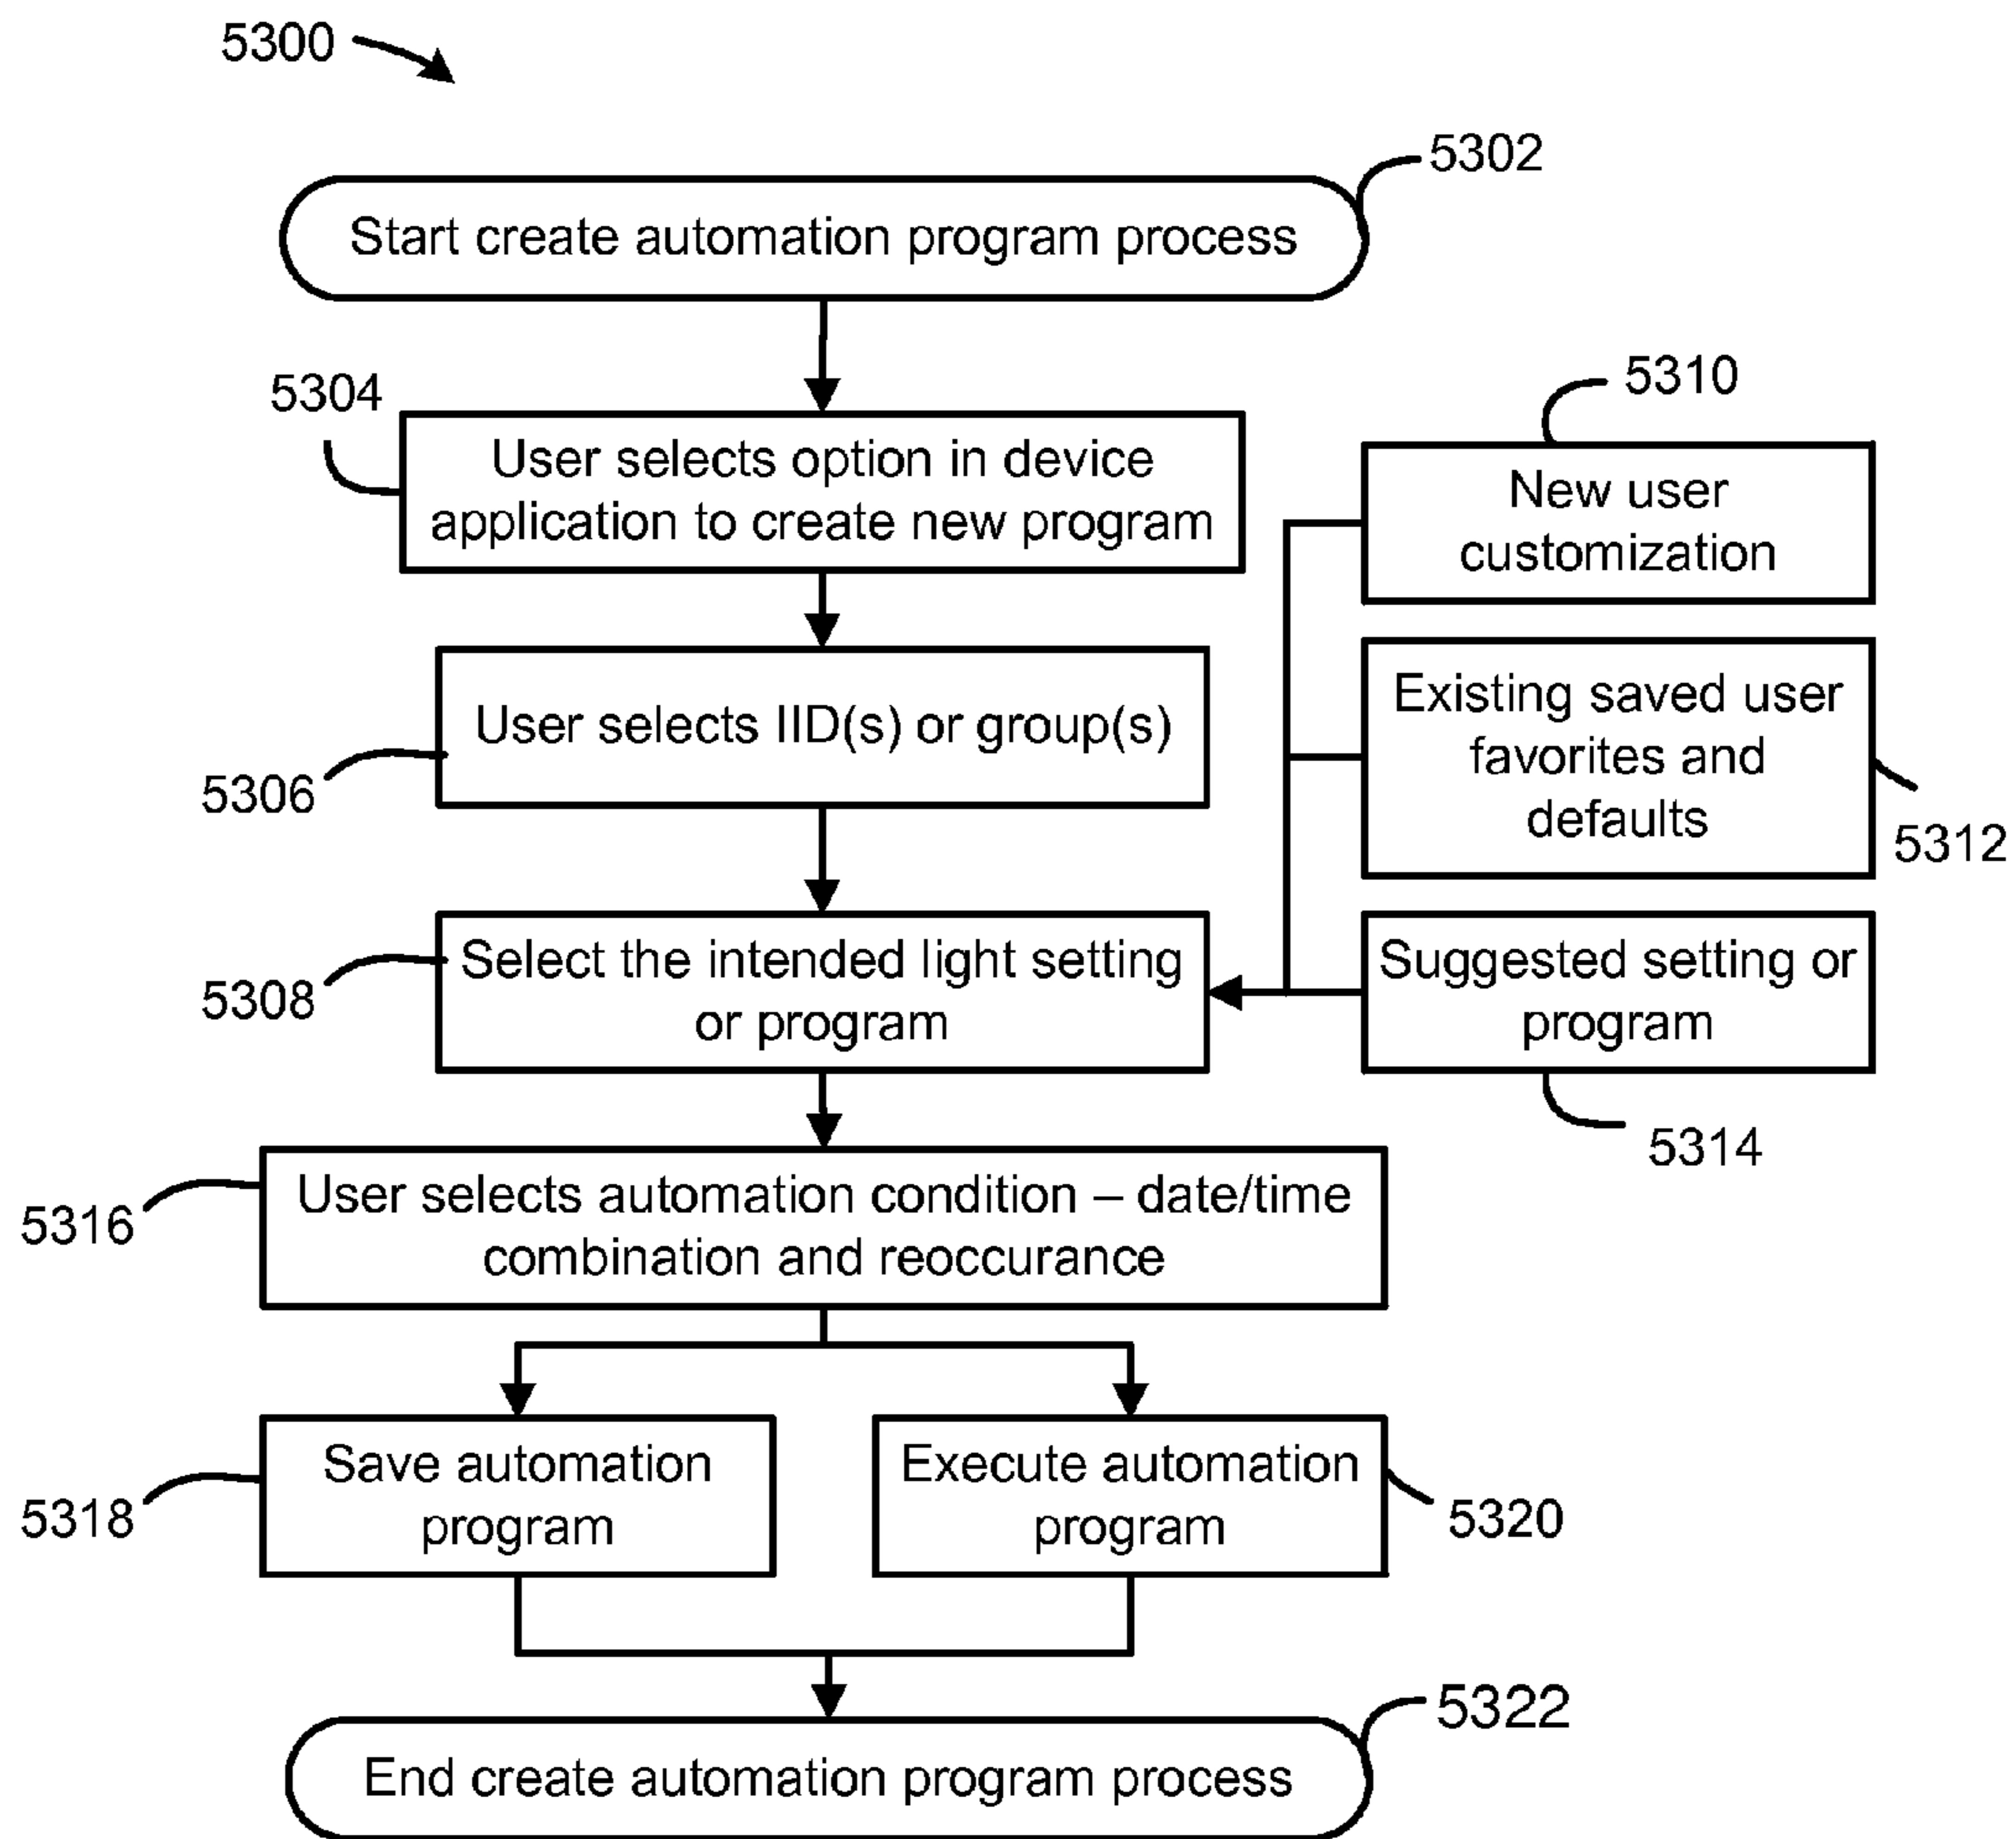 5300
5302
Start create automation program process
5304
User selects option in device
application to create new program
5310
New user
customization
5306
User selects IID(s) or group(s)
Existing saved user
favorites and
defaults
5312
5308
Select the intended light setting
or program
Suggested setting or
program
5314
5316
User selects automation condition – date/time
combination and reoccurance
5318
Save automation
program
Execute automation
program
5320
5322
End create automation program process